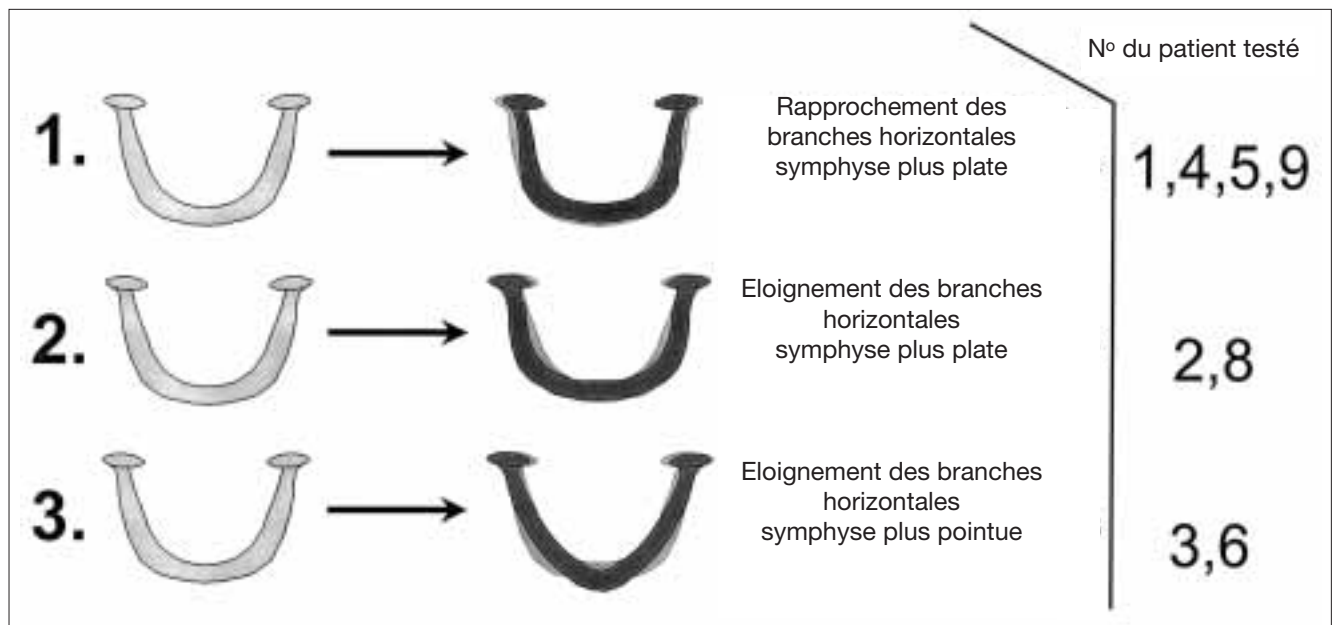 Nº du patient testé
1.
Rapprochement des
branches horizontales
symphyse plus plate
1,4,5,9
2.
Eloignement des branches
horizontales
symphyse plus plate
2,8
3.
Eloignement des branches
horizontales
symphyse plus pointue
3,6